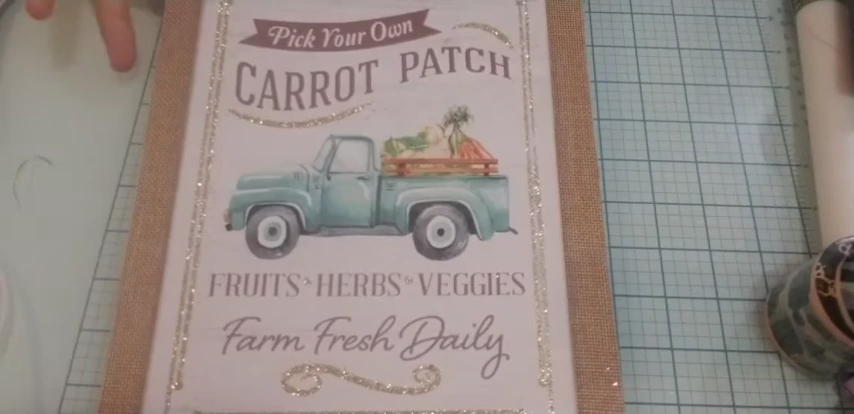 Pick Your Own
CARROT PATCH
FRUITS & HERBS & VEGGIES
Farm Fresh Daily